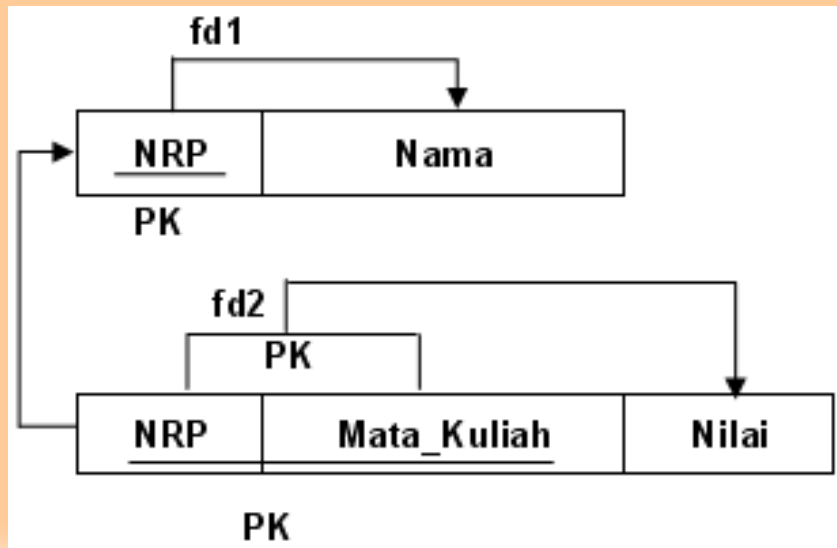 fd1
NRP Nama
PK
fd2
PK
NRP Mata_Kuliah Nilai
PK